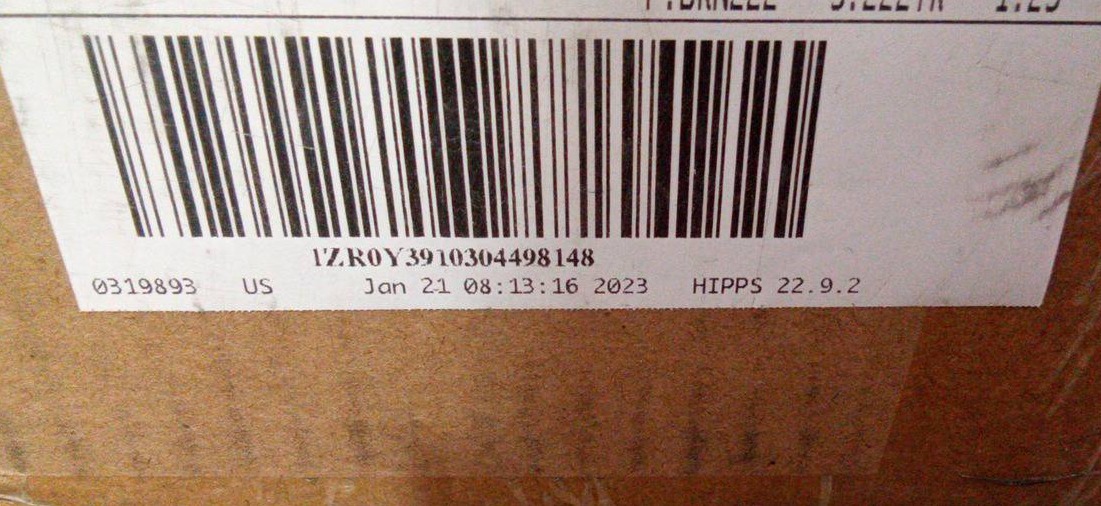 1ZR0Y3910304498148
0319893 US Jan 21 08:13:16 2023 HIPPS 22.9.2